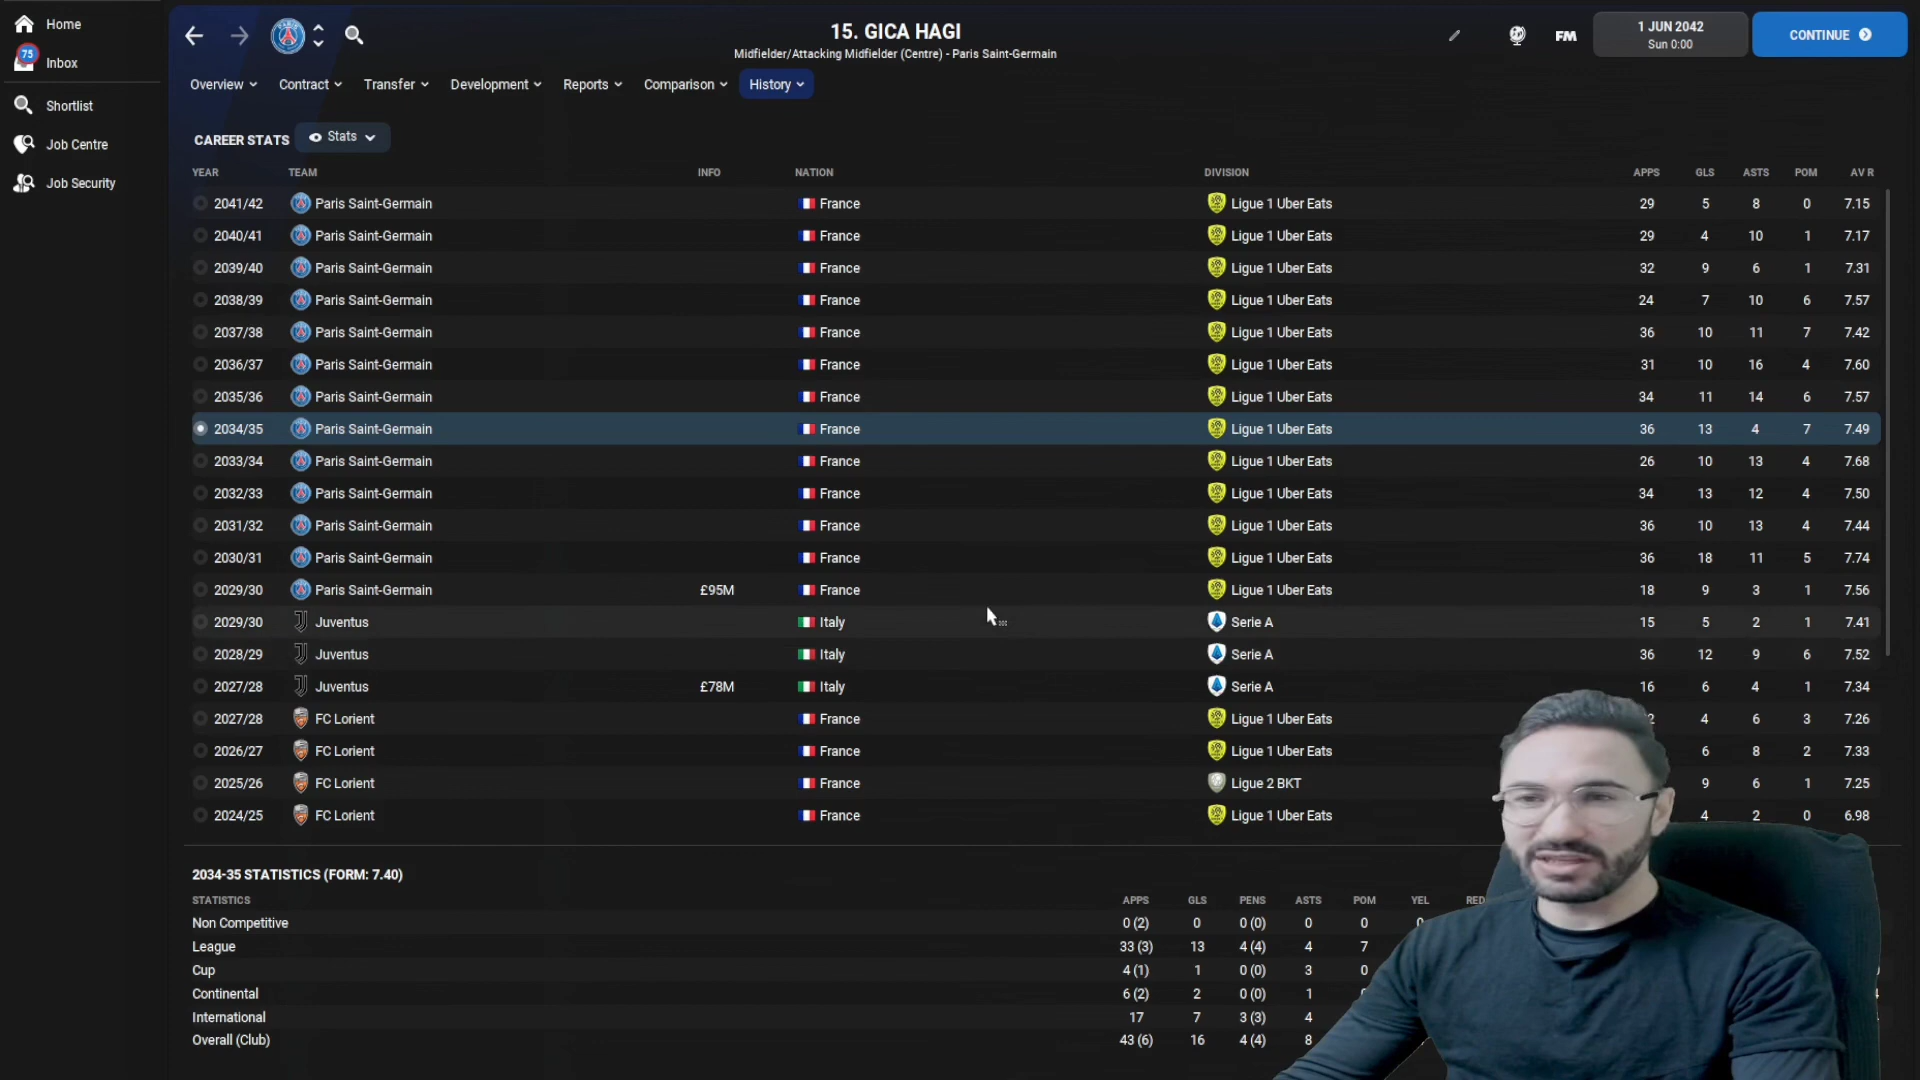 Home
75
Inbox
Shortlist
Job Centre
Job Security
15. GICA HAGI
Midfielder/Attacking Midfielder (Centre) - Paris Saint-Germain
FM
1 JUN 2042
Sun 0:00
CONTINUE
Overview Contract Transfer Development Reports Comparison History
CAREER STATS Stats
YEAR TEAM INFO NATION DIVISION APPS GLS ASTS POM AV R
2041/42 Paris Saint-Germain France Ligue 1 Uber Eats 29 5 8 0 7.15
2040/41 Paris Saint-Germain France Ligue 1 Uber Eats 29 4 10 1 7.17
2039/40 Paris Saint-Germain France Ligue 1 Uber Eats 32 9 6 1 7.31
2038/39 Paris Saint-Germain France Ligue 1 Uber Eats 24 7 10 6 7.57
2037/38 Paris Saint-Germain France Ligue 1 Uber Eats 36 10 11 7 7.42
2036/37 Paris Saint-Germain France Ligue 1 Uber Eats 31 10 16 4 7.60
2035/36 Paris Saint-Germain France Ligue 1 Uber Eats 34 11 14 6 7.57
2034/35 Paris Saint-Germain France Ligue 1 Uber Eats 36 13 4 7 7.49
2033/34 Paris Saint-Germain France Ligue 1 Uber Eats 26 10 13 4 7.68
2032/33 Paris Saint-Germain France Ligue 1 Uber Eats 34 13 12 4 7.50
2031/32 Paris Saint-Germain France Ligue 1 Uber Eats 36 10 13 4 7.44
2030/31 Paris Saint-Germain France Ligue 1 Uber Eats 36 18 11 5 7.74
2029/30 Paris Saint-Germain £95M France Ligue 1 Uber Eats 18 9 3 1 7.56
2029/30 Juventus Italy Serie A 15 5 2 1 7.41
2028/29 Juventus Italy Serie A 36 12 9 6 7.52
2027/28 Juventus £78M Italy Serie A 16 6 4 1 7.34
2027/28 FC Lorient France Ligue 1 Uber Eats 4 6 3 7.26
2026/27 FC Lorient France Ligue 1 Uber Eats 6 8 2 7.33
2025/26 FC Lorient France Ligue 2 BKT 9 6 1 7.25
2024/25 FC Lorient France Ligue 1 Uber Eats 4 2 0 6.98
2034-35 STATISTICS (FORM: 7.40)
STATISTICS APPS GLS PENS ASTS POM YEL RED
Non Competitive 0 (2) 0 0 (0) 0 0
League 33 (3) 13 4 (4) 4 7
Cup 4 (1) 1 0 (0) 3 0
Continental 6 (2) 2 0 (0) 1
International 17 7 3 (3) 4
Overall (Club) 43 (6) 16 4 (4) 8